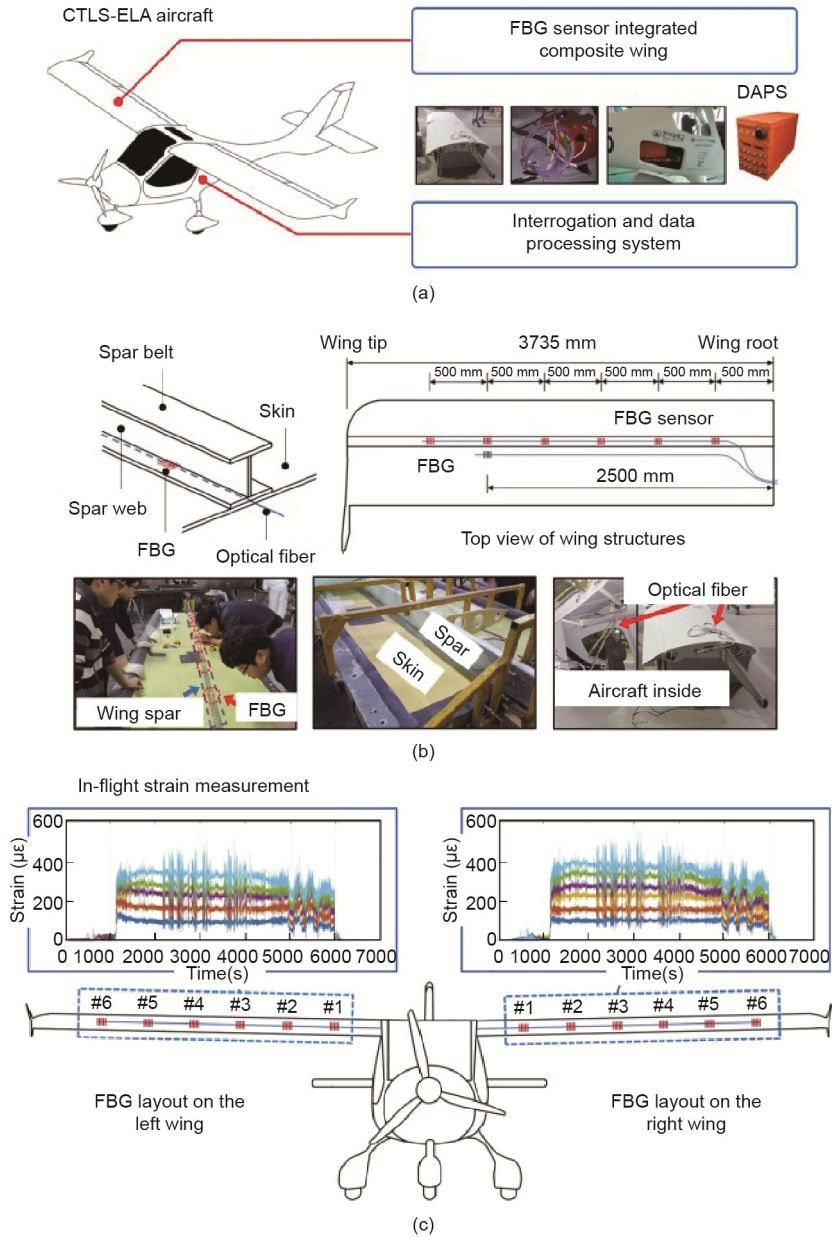 CTLS-ELA aircraft
FBG sensor integrated
composite wing
DAPS
Interrogation and data
processing system
(a)
Wing tip
3735 mm
Wing root
500 mm 500 mm 500 mm 500 mm 500 mm 500 mm
Spar belt
Skin
FBG sensor
FBG
2500 mm
Spar web
FBG
Optical fiber
Top view of wing structures
Wing spar
FBG
Skin
Spar
Optical fiber
Aircraft inside
(b)
In-flight strain measurement
600
400
200
0
Strain (με)
0 1000 2000 3000 4000 5000 6000 7000
Time(s)
600
400
200
0
Strain (με)
0 1000 2000 3000 4000 5000 6000 7000
Time(s)
#6 #5 #4 #3 #2 #1
#1 #2 #3 #4 #5 #6
FBG layout on the
left wing
FBG layout on the
right wing
(c)